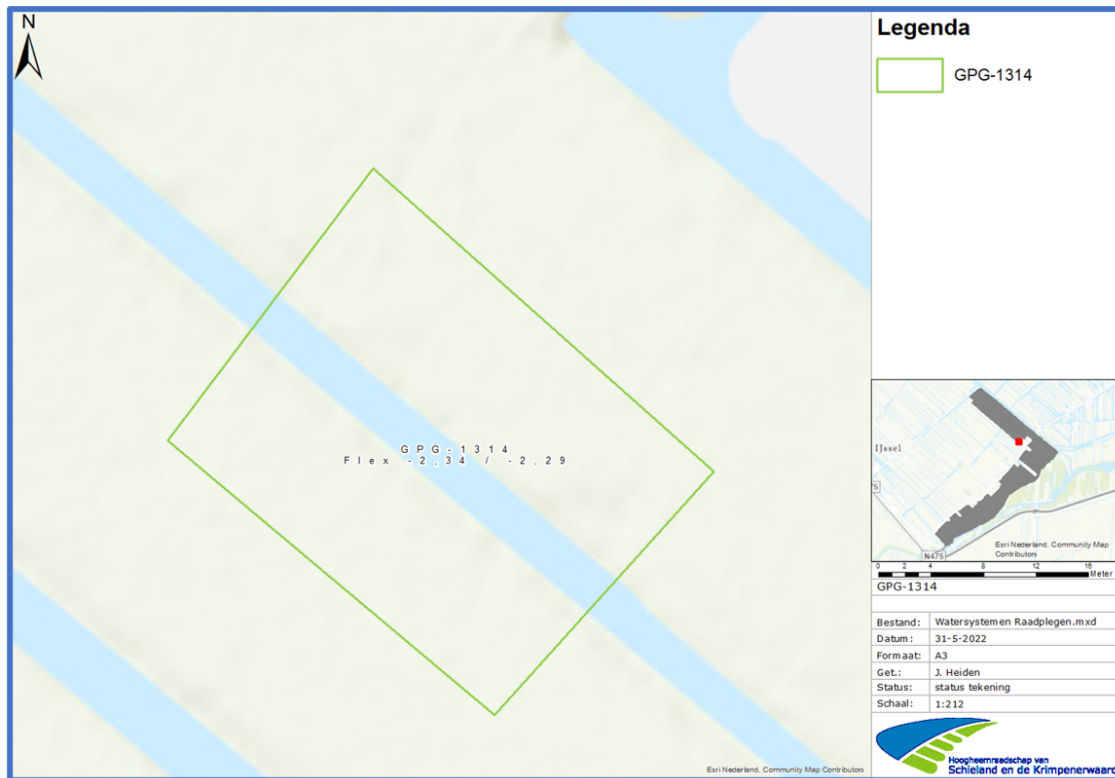 N
GPG-1314
Flex -2,34 / -2,29
Esri Nederland, Community Map Contributors
Legenda
GPG-1314
IJssel
75
N475
Esri Nederland, Community Map
Contributors
0 2 4 8 12 16
Meter
GPG-1314
Bestand: Watersystemen Raadplegen.mxd
Datum: 31-5-2022
Formaat: A3
Get.: J. Heiden
Status: status tekening
Schaal: 1:212
Hoogheemraadschap van
Schieland en de Krimpenerwaard